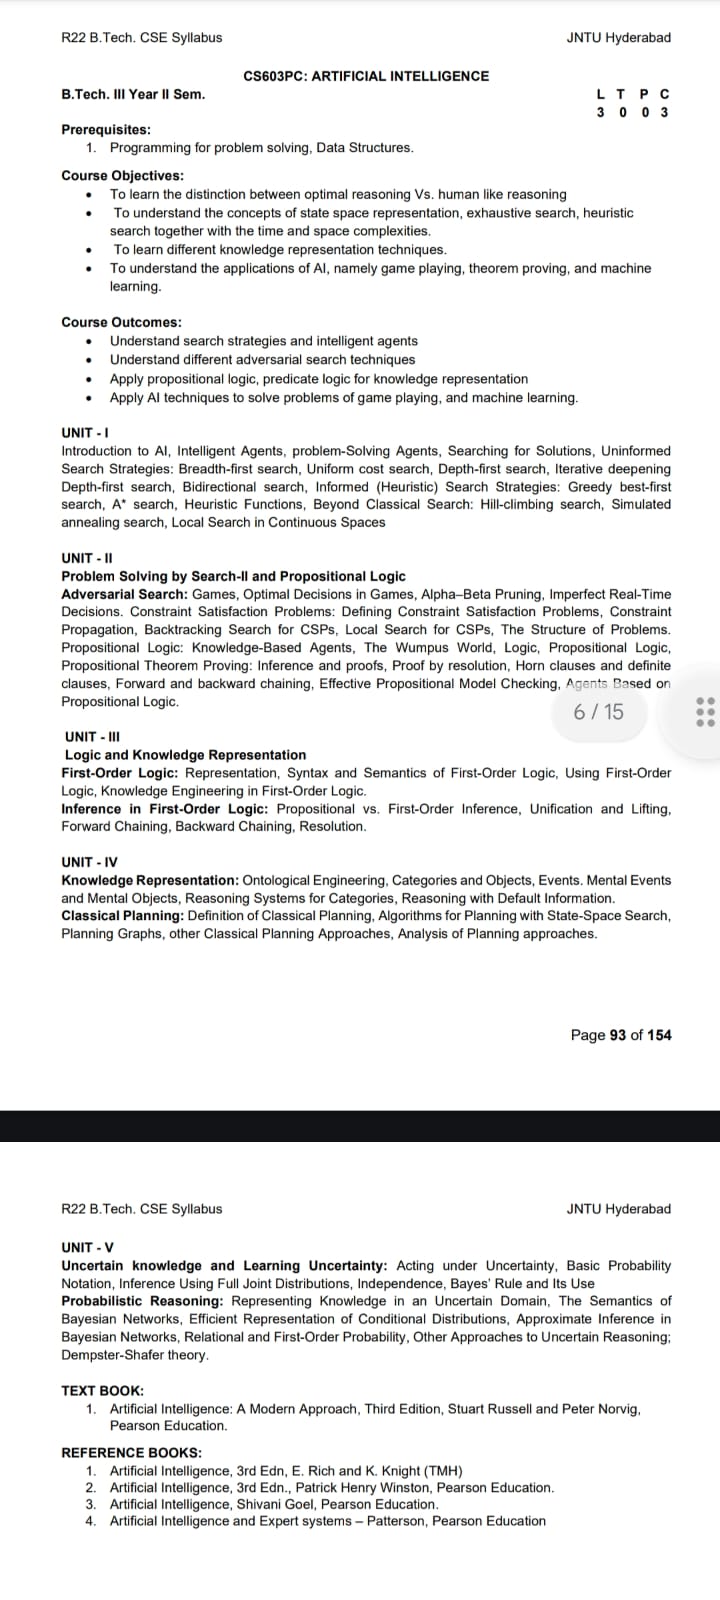 R22 B.Tech. CSE Syllabus JNTU Hyderabad
CS603PC: ARTIFICIAL INTELLIGENCE
B.Tech. III Year II Sem. L T P C
3 0 0 3
Prerequisites:
1. Programming for problem solving, Data Structures.
Course Objectives:
• To learn the distinction between optimal reasoning Vs. human like reasoning
• To understand the concepts of state space representation, exhaustive search, heuristic
search together with the time and space complexities.
• To learn different knowledge representation techniques.
• To understand the applications of AI, namely game playing, theorem proving, and machine
learning.
Course Outcomes:
• Understand search strategies and intelligent agents
• Understand different adversarial search techniques
• Apply propositional logic, predicate logic for knowledge representation
• Apply AI techniques to solve problems of game playing, and machine learning.
UNIT - I
Introduction to AI, Intelligent Agents, problem-Solving Agents, Searching for Solutions, Uninformed
Search Strategies: Breadth-first search, Uniform cost search, Depth-first search, Iterative deepening
Depth-first search, Bidirectional search, Informed (Heuristic) Search Strategies: Greedy best-first
search, A* search, Heuristic Functions, Beyond Classical Search: Hill-climbing search, Simulated
annealing search, Local Search in Continuous Spaces
UNIT - II
Problem Solving by Search-II and Propositional Logic
Adversarial Search: Games, Optimal Decisions in Games, Alpha–Beta Pruning, Imperfect Real-Time
Decisions. Constraint Satisfaction Problems: Defining Constraint Satisfaction Problems, Constraint
Propagation, Backtracking Search for CSPs, Local Search for CSPs, The Structure of Problems.
Propositional Logic: Knowledge-Based Agents, The Wumpus World, Logic, Propositional Logic,
Propositional Theorem Proving: Inference and proofs, Proof by resolution, Horn clauses and definite
clauses, Forward and backward chaining, Effective Propositional Model Checking, Agents Based on
Propositional Logic.
6 / 15
UNIT - III
Logic and Knowledge Representation
First-Order Logic: Representation, Syntax and Semantics of First-Order Logic, Using First-Order
Logic, Knowledge Engineering in First-Order Logic.
Inference in First-Order Logic: Propositional vs. First-Order Inference, Unification and Lifting,
Forward Chaining, Backward Chaining, Resolution.
UNIT - IV
Knowledge Representation: Ontological Engineering, Categories and Objects, Events. Mental Events
and Mental Objects, Reasoning Systems for Categories, Reasoning with Default Information.
Classical Planning: Definition of Classical Planning, Algorithms for Planning with State-Space Search,
Planning Graphs, other Classical Planning Approaches, Analysis of Planning approaches.
Page 93 of 154
R22 B.Tech. CSE Syllabus JNTU Hyderabad
UNIT - V
Uncertain knowledge and Learning Uncertainty: Acting under Uncertainty, Basic Probability
Notation, Inference Using Full Joint Distributions, Independence, Bayes' Rule and Its Use
Probabilistic Reasoning: Representing Knowledge in an Uncertain Domain, The Semantics of
Bayesian Networks, Efficient Representation of Conditional Distributions, Approximate Inference in
Bayesian Networks, Relational and First-Order Probability, Other Approaches to Uncertain Reasoning;
Dempster-Shafer theory.
TEXT BOOK:
1. Artificial Intelligence: A Modern Approach, Third Edition, Stuart Russell and Peter Norvig,
Pearson Education.
REFERENCE BOOKS:
1. Artificial Intelligence, 3rd Edn, E. Rich and K. Knight (TMH)
2. Artificial Intelligence, 3rd Edn., Patrick Henry Winston, Pearson Education.
3. Artificial Intelligence, Shivani Goel, Pearson Education.
4. Artificial Intelligence and Expert systems – Patterson, Pearson Education